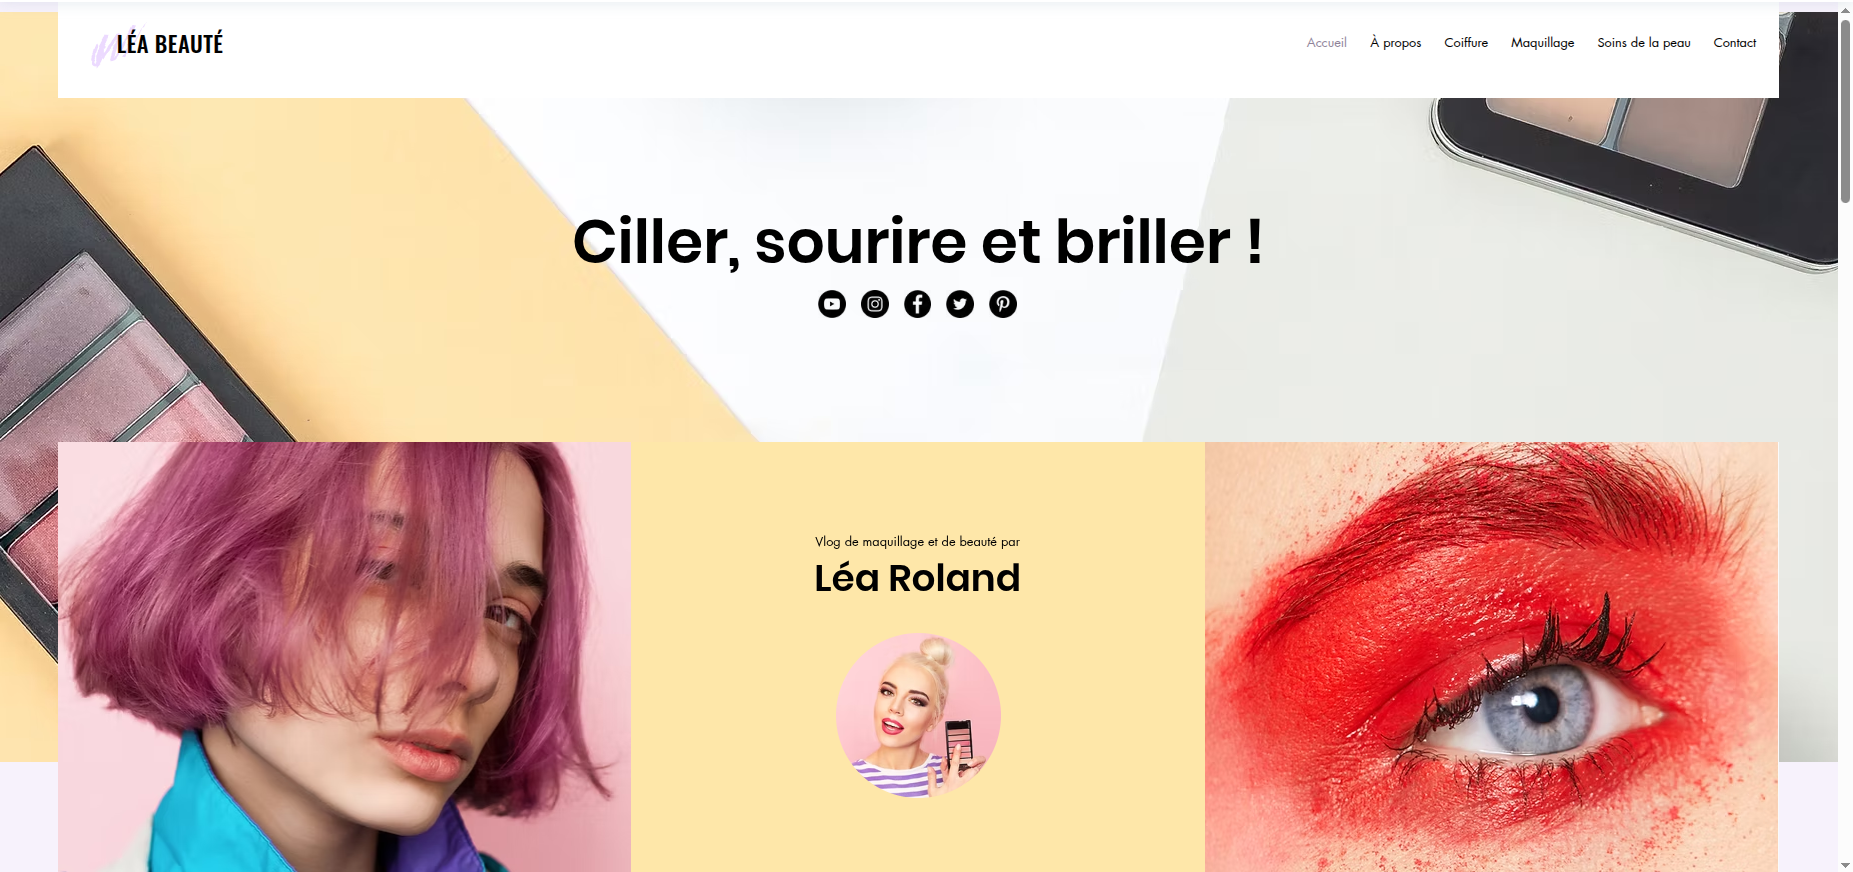 LÉA BEAUTÉ
Accueil À propos Coiffure Maquillage Soins de la peau Contact
Ciller, sourire et briller !
Vlog de maquillage et de beauté par
Léa Roland